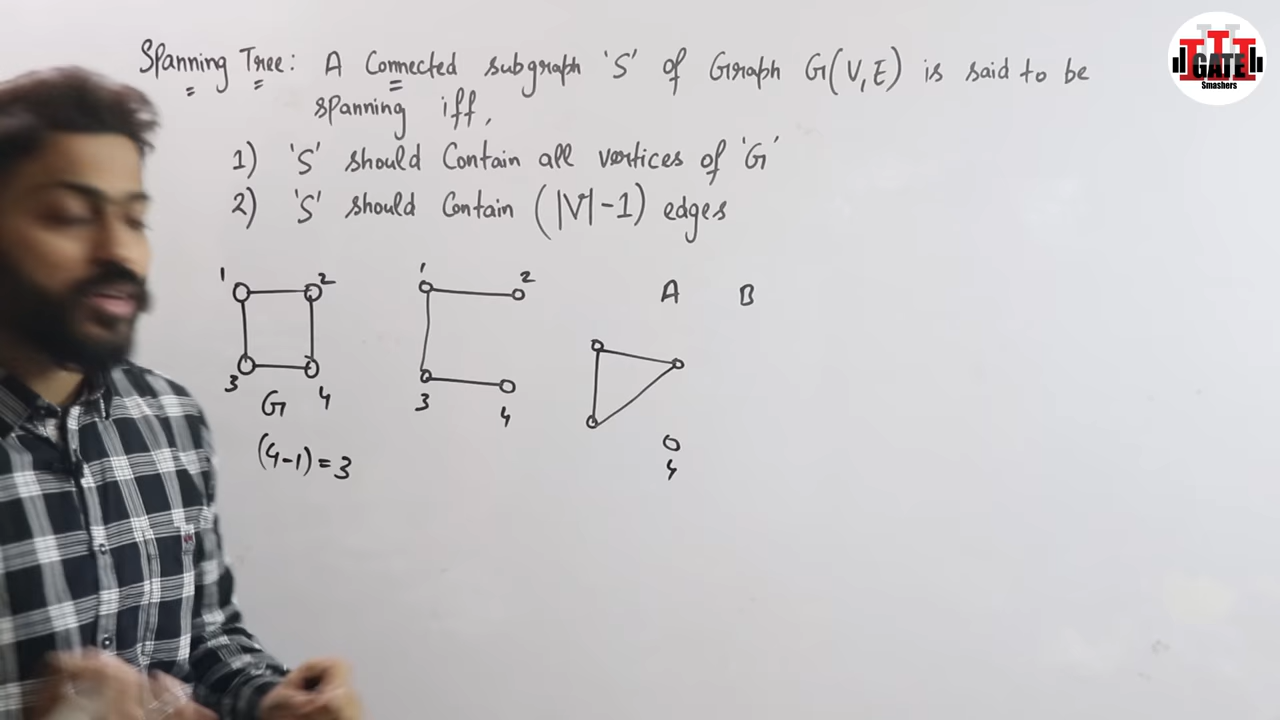 Spanning Tree: A Connected subgraph 'S' of Graph G(V,E) is said to be
spanning iff,
1) 'S' should Contain all vertices of 'G'
2) 'S' should Contain (|V|-1) edges
1 2
3 4
G
(4-1)=3
1 2
3 4
A B
4
GATE
Smashers